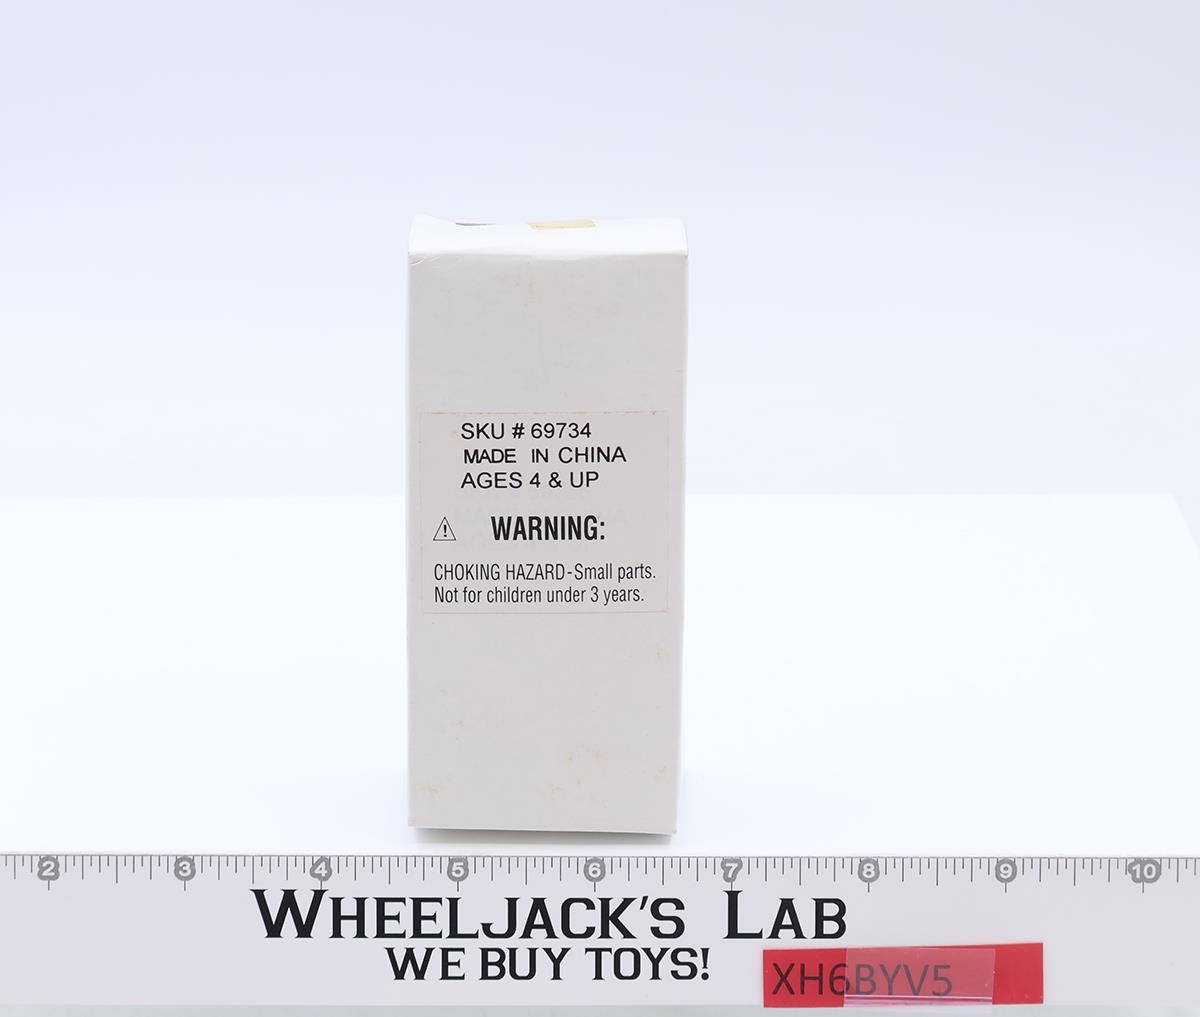 SKU # 69734
MADE IN CHINA
AGES 4 & UP
WARNING:
CHOKING HAZARD-Small parts.
Not for children under 3 years.
2 3 4 5 6 7 8 9 10
WHEELJACK'S LAB
WE BUY TOYS!
XH6BYV5